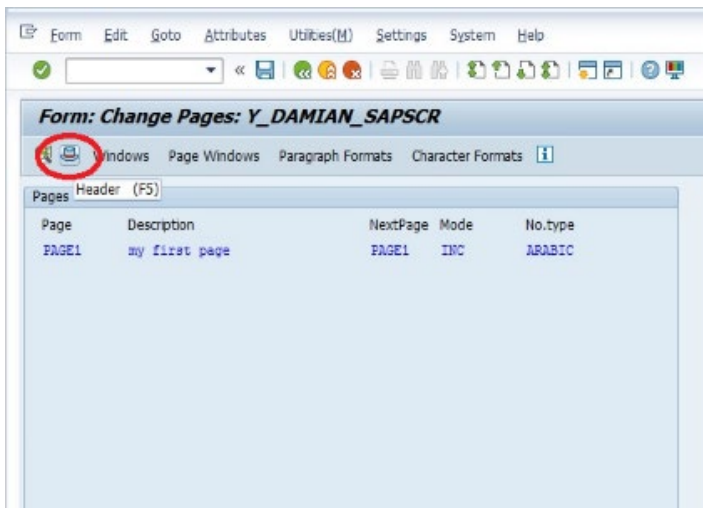 Form Edit Goto Attributes Utilities(M) Settings System Help
Form: Change Pages: Y_DAMIAN_SAPSCR
Windows Page Windows Paragraph Formats Character Formats
Pages Header (F5)
Page Description NextPage Mode No.type
PAGE1 my first page PAGE1 INC ARABIC